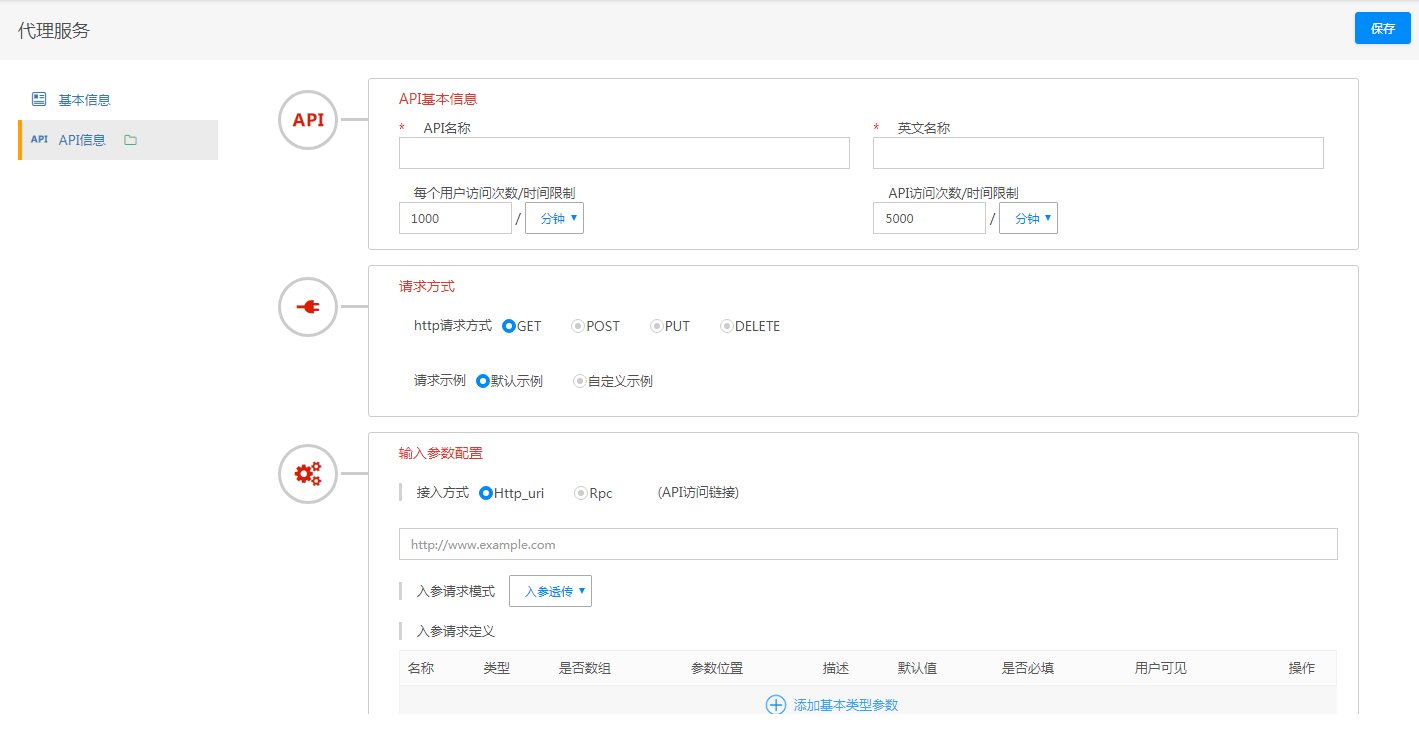 代理服务
保存
基本信息
API API信息
API
API基本信息
* API名称
* 英文名称
每个用户访问次数/时间限制
API访问次数/时间限制
1000 / 分钟
5000 / 分钟
请求方式
http请求方式 GET POST PUT DELETE
请求示例 默认示例 自定义示例
输入参数配置
接入方式 Http_uri Rpc (API访问链接)
http://www.example.com
入参请求模式 入参透传
入参请求定义
名称 类型 是否数组 参数位置 描述 默认值 是否必填 用户可见 操作
添加基本类型参数